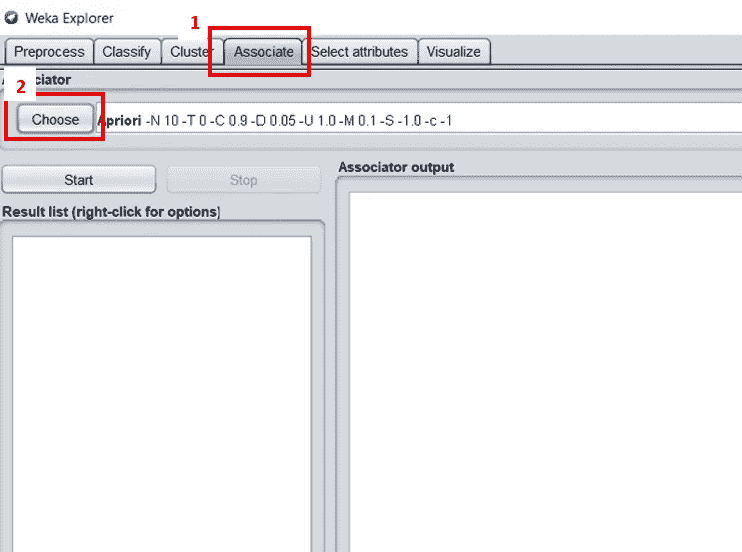 Weka Explorer
1
Preprocess Classify Cluster Associate Select attributes Visualize
ciator
2
Choose Apriori -N 10 -T 0 -C 0.9 -D 0.05 -U 1.0 -M 0.1 -S -1.0 -c -1
Start Stop
Associator output
Result list (right-click for options)